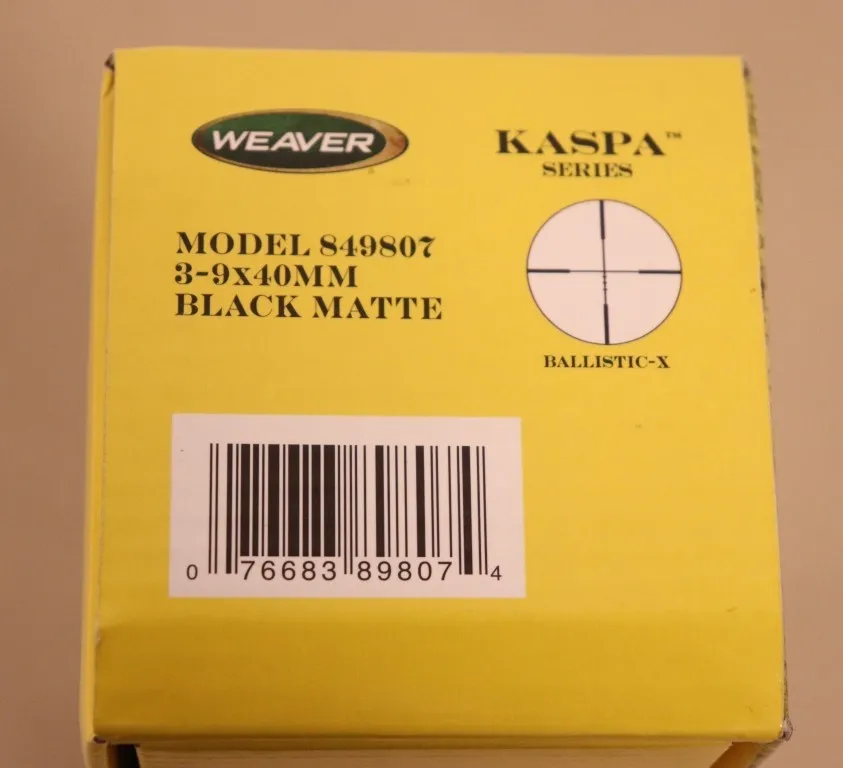 WEAVER
KASPA™
SERIES
MODEL 849807
3-9x40MM
BLACK MATTE
BALLISTIC-X
0 76683 89807 4